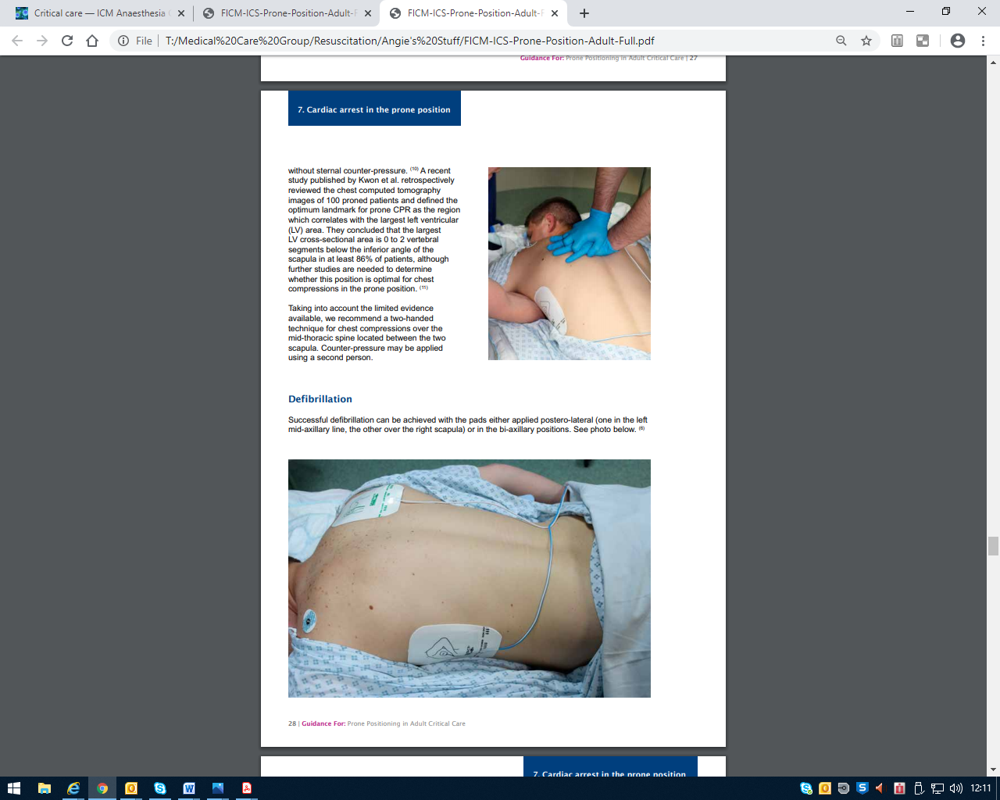 Critical care — ICM Anaesthesia
FICM-ICS-Prone-Position-Adult-F
FICM-ICS-Prone-Position-Adult-F
File
T:/Medical%20Care%20Group/Resuscitation/Angie's%20Stuff/FICM-ICS-Prone-Position-Adult-Full.pdf
Guidance For: Prone Positioning in Adult Critical Care | 27
7. Cardiac arrest in the prone position
without sternal counter-pressure. (10) A recent
study published by Kwon et al. retrospectively
reviewed the chest computed tomography
images of 100 proned patients and defined the
optimum landmark for prone CPR as the region
which correlates with the largest left ventricular
(LV) area. They concluded that the largest
LV cross-sectional area is 0 to 2 vertebral
segments below the inferior angle of the
scapula in at least 86% of patients, although
further studies are needed to determine
whether this position is optimal for chest
compressions in the prone position. (11)
Taking into account the limited evidence
available, we recommend a two-handed
technique for chest compressions over the
mid-thoracic spine located between the two
scapula. Counter-pressure may be applied
using a second person.
Defibrillation
Successful defibrillation can be achieved with the pads either applied postero-lateral (one in the left
mid-axillary line, the other over the right scapula) or in the bi-axillary positions. See photo below. (6)
28 | Guidance For: Prone Positioning in Adult Critical Care
7. Cardiac arrest in the prone position
12:11